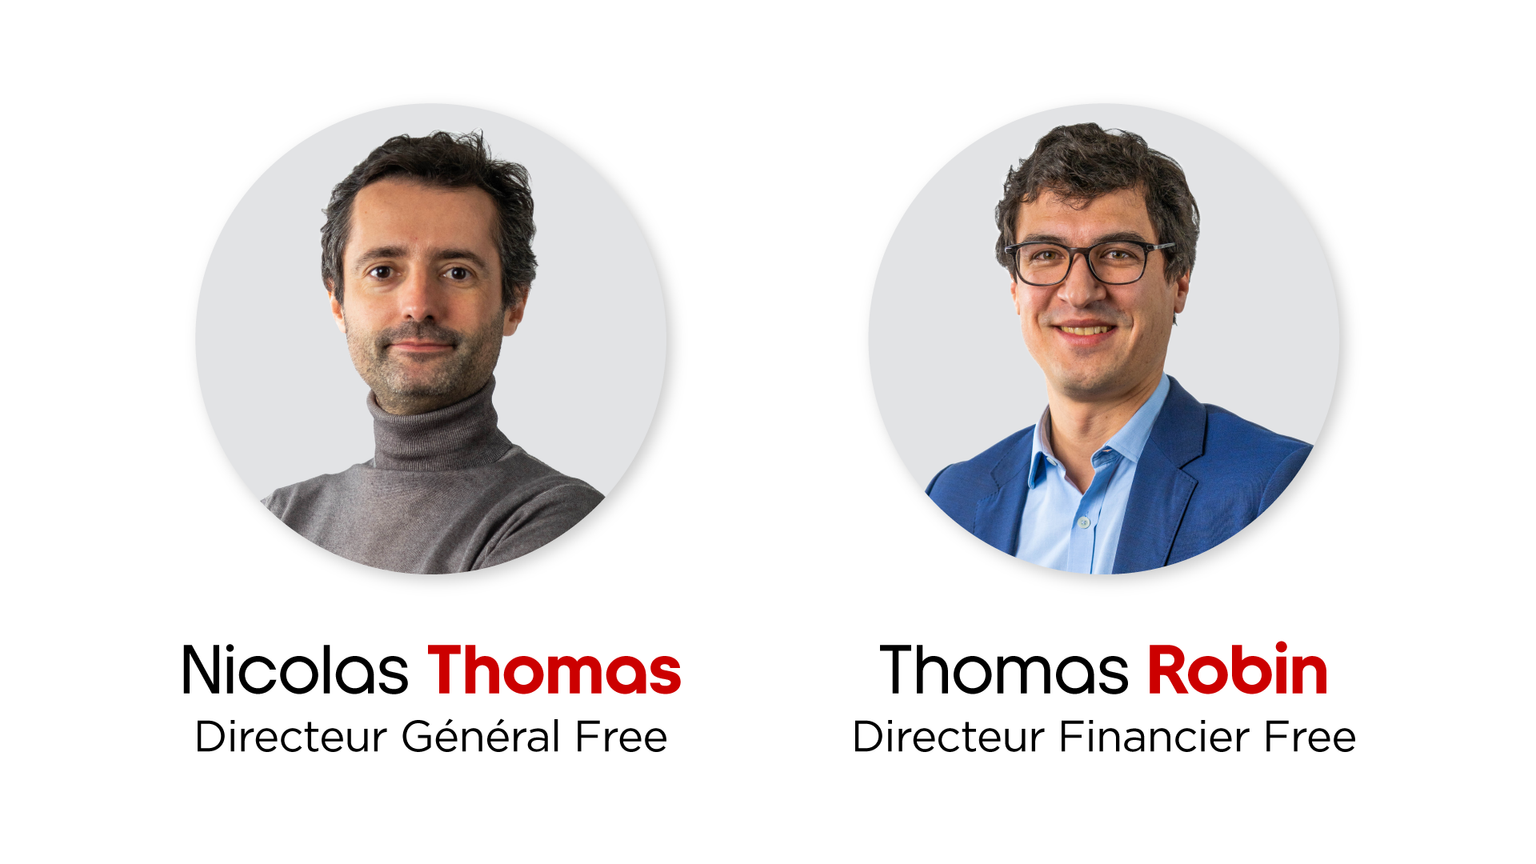 Nicolas Thomas
Directeur Général Free
Thomas Robin
Directeur Financier Free